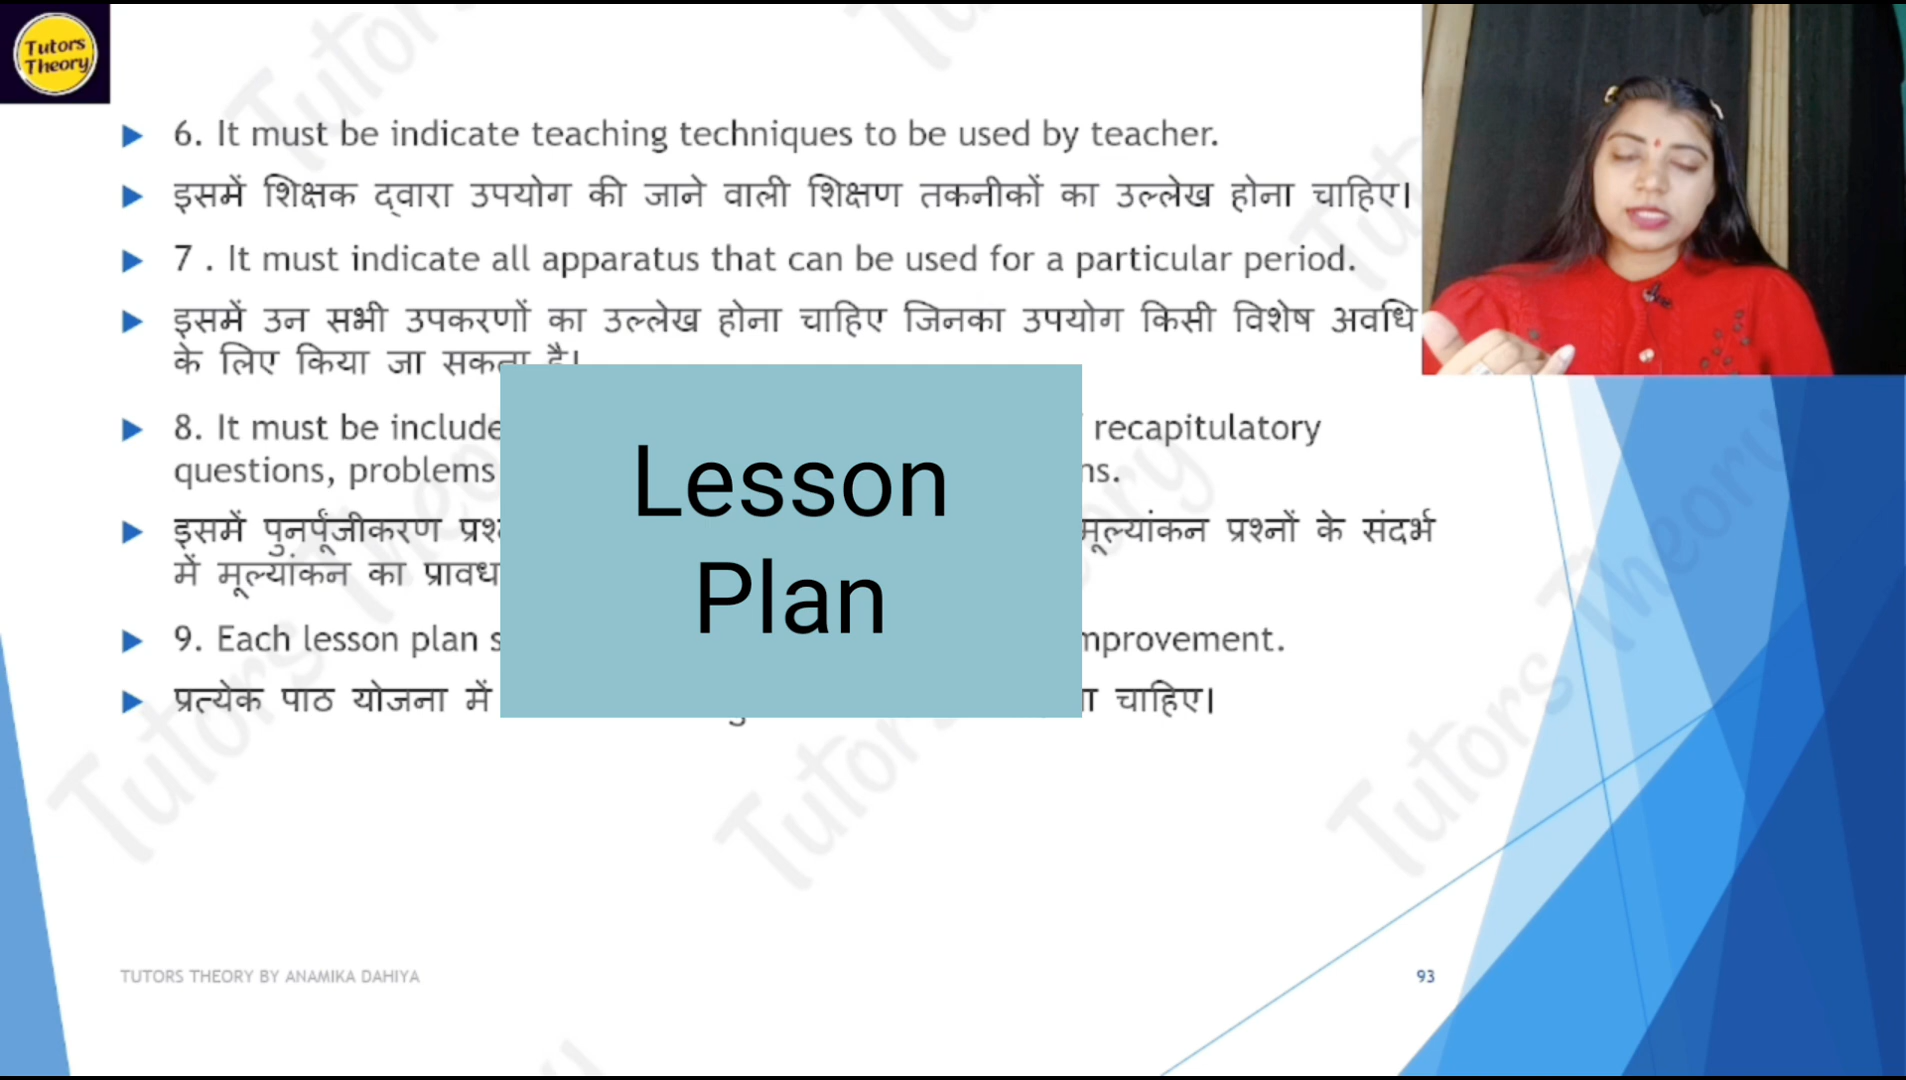 Tutors
Theory
6. It must be indicate teaching techniques to be used by teacher.
इसमें शिक्षक द्वारा उपयोग की जाने वाली शिक्षण तकनीकों का उल्लेख होना चाहिए।
7 . It must indicate all apparatus that can be used for a particular period.
इसमें उन सभी उपकरणों का उल्लेख होना चाहिए जिनका उपयोग किसी विशेष अवधि
के लिए किया जा सकता है।
8. It must be include recapitulatory
questions, problems
इसमें पुनर्पूंजीकरण मूल्यांकन प्रश्नों के संदर्भ
में मूल्यांकन का
9. Each lesson plan
प्रत्येक पाठ योजना में चाहिए।
Lesson
Plan
TUTORS THEORY BY ANAMIKA DAHIYA
93